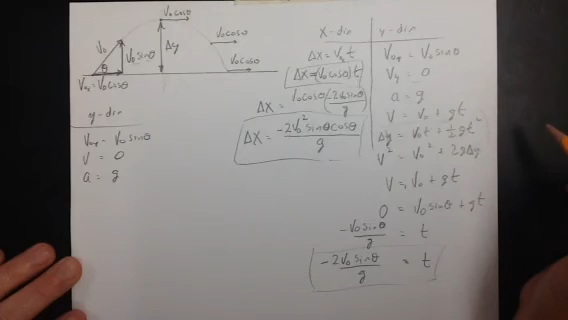 V₀cosθ
V₀
V₀sinθ
θ
Δy
V₀cosθ
V₀cosθ
V₀ₓ = V₀cosθ
y-dir
V₀y = V₀sinθ
V = 0
a = g
x-dir
Δx = Vₓt
Δx = (V₀cosθ)t
Δx = V₀cosθ(-2V₀sinθ/g)
Δx = -2V₀²sinθcosθ/g
y-dir
V₀y = V₀sinθ
Vy = 0
a = g
V = V₀ + gt
Δy = V₀t + ½gt²
V² = V₀² + 2gΔy
V = V₀ + gt
0 = V₀sinθ + gt
-V₀sinθ/g = t
-2V₀sinθ/g = t